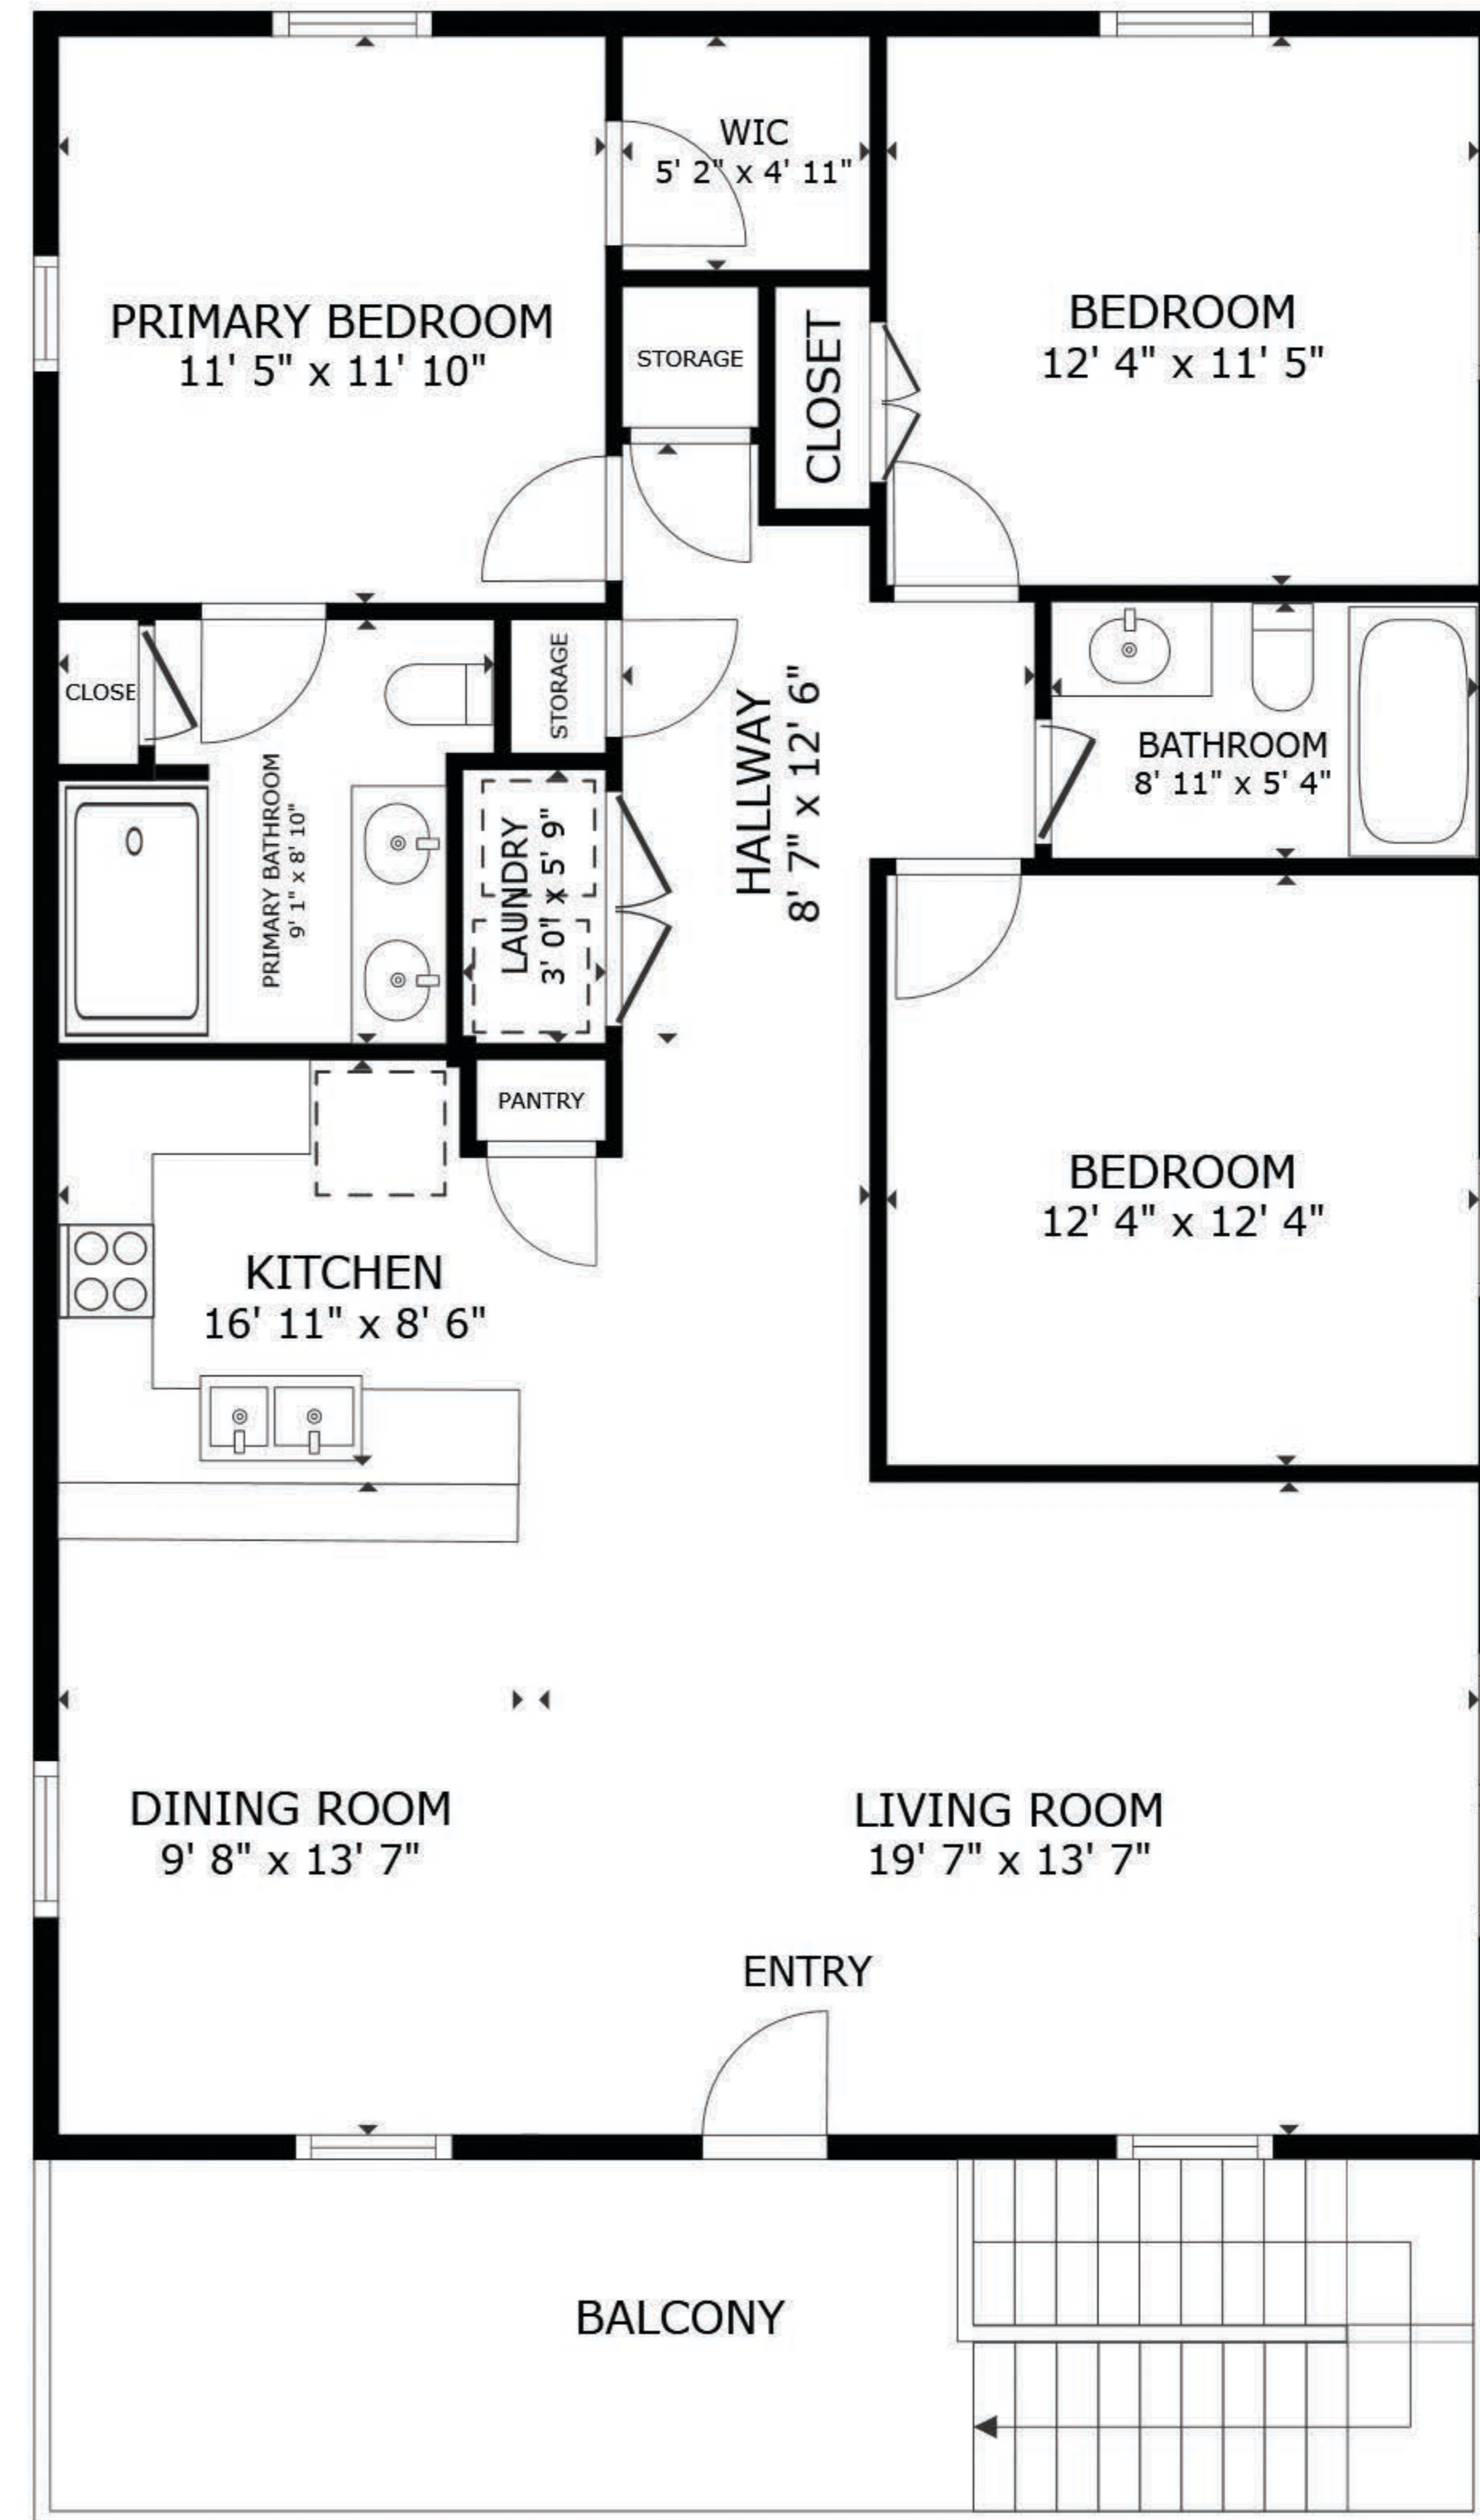 WIC
5' 2" x 4' 11"
PRIMARY BEDROOM
11' 5" x 11' 10"
BEDROOM
12' 4" x 11' 5"
STORAGE
CLOSET
CLOSE
STORAGE
PRIMARY BATHROOM
9' 1" x 8' 10"
LAUNDRY
3' 0" x 5' 9"
HALLWAY
8' 7" x 12' 6"
BATHROOM
8' 11" x 5' 4"
PANTRY
BEDROOM
12' 4" x 12' 4"
KITCHEN
16' 11" x 8' 6"
DINING ROOM
9' 8" x 13' 7"
LIVING ROOM
19' 7" x 13' 7"
ENTRY
BALCONY